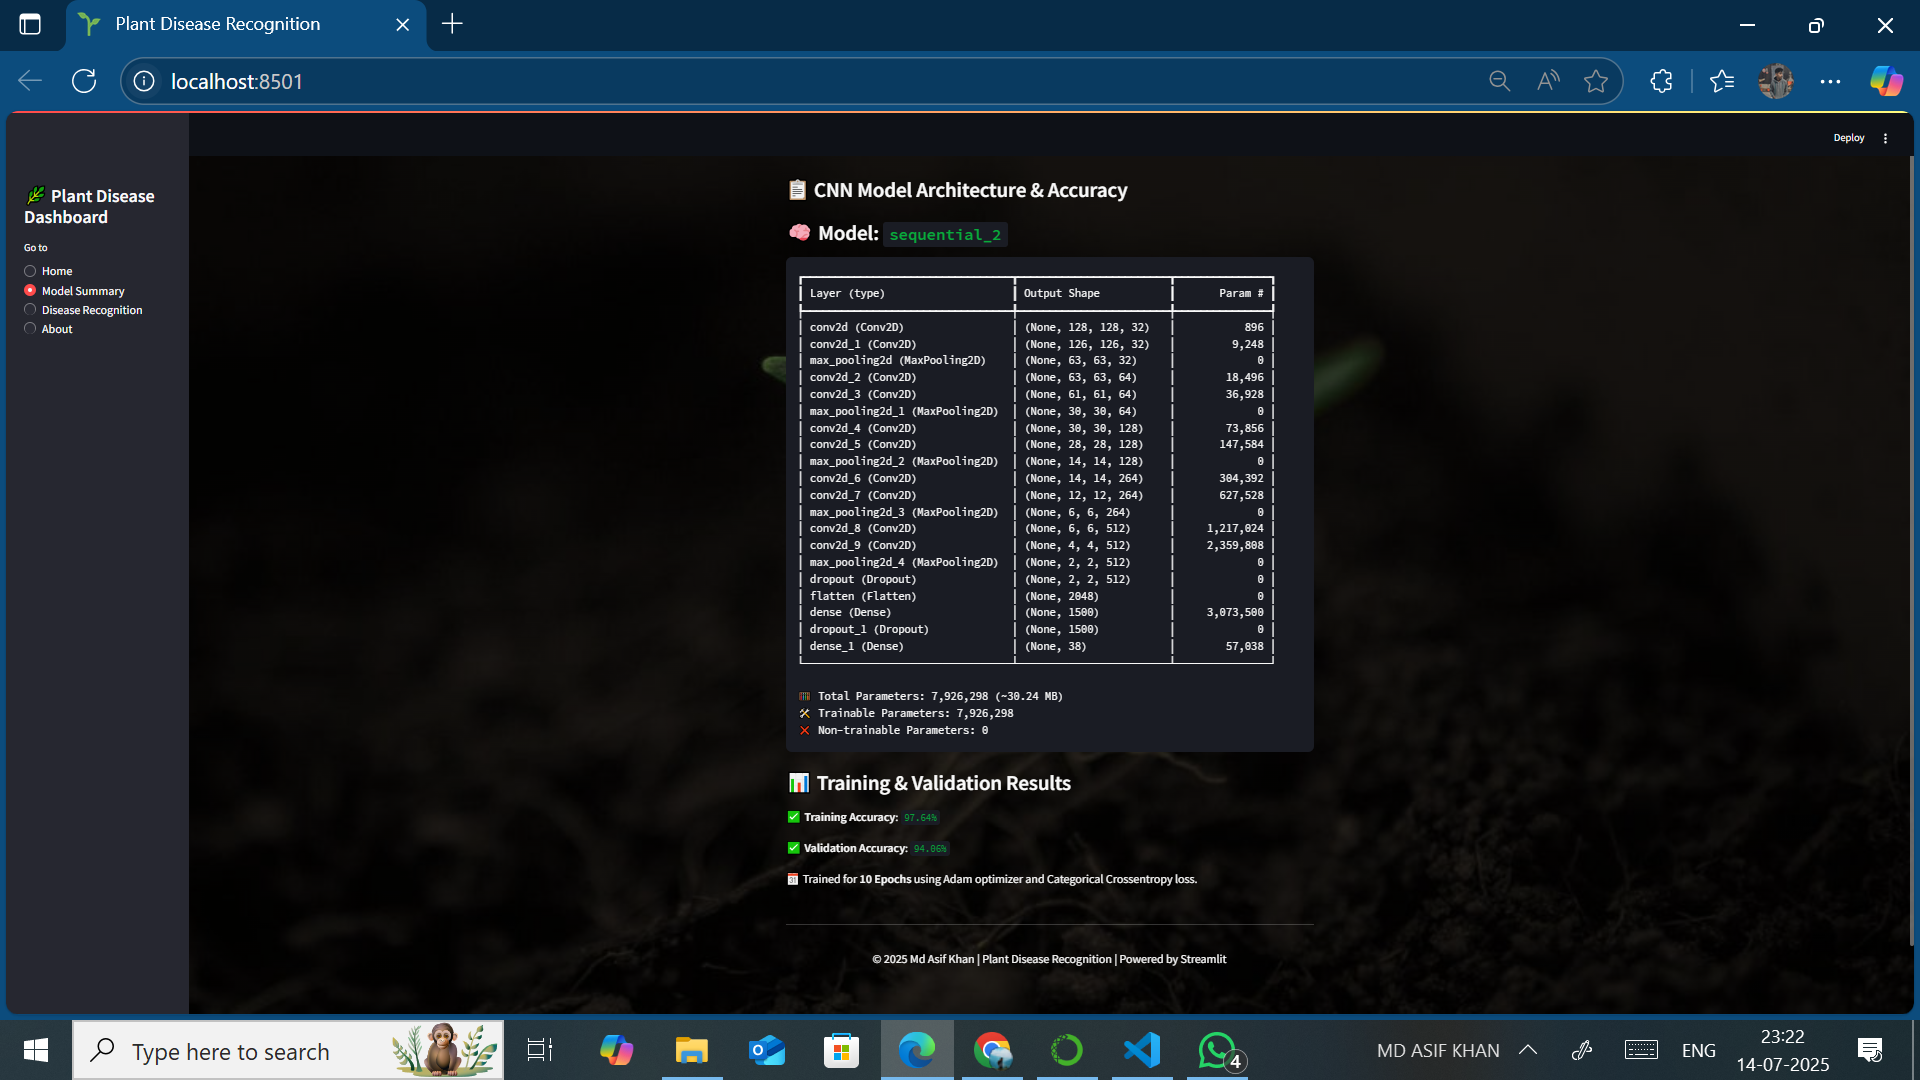 Plant Disease Recognition
localhost:8501
Deploy
Plant Disease
Dashboard
Go to
Home
Model Summary
Disease Recognition
About
CNN Model Architecture & Accuracy
Model: sequential_2
Layer (type) Output Shape Param #
conv2d (Conv2D) (None, 128, 128, 32) 896
conv2d_1 (Conv2D) (None, 126, 126, 32) 9,248
max_pooling2d (MaxPooling2D) (None, 63, 63, 32) 0
conv2d_2 (Conv2D) (None, 63, 63, 64) 18,496
conv2d_3 (Conv2D) (None, 61, 61, 64) 36,928
max_pooling2d_1 (MaxPooling2D) (None, 30, 30, 64) 0
conv2d_4 (Conv2D) (None, 30, 30, 128) 73,856
conv2d_5 (Conv2D) (None, 28, 28, 128) 147,584
max_pooling2d_2 (MaxPooling2D) (None, 14, 14, 128) 0
conv2d_6 (Conv2D) (None, 14, 14, 264) 304,392
conv2d_7 (Conv2D) (None, 12, 12, 264) 627,528
max_pooling2d_3 (MaxPooling2D) (None, 6, 6, 264) 0
conv2d_8 (Conv2D) (None, 6, 6, 512) 1,217,024
conv2d_9 (Conv2D) (None, 4, 4, 512) 2,359,808
max_pooling2d_4 (MaxPooling2D) (None, 2, 2, 512) 0
dropout (Dropout) (None, 2, 2, 512) 0
flatten (Flatten) (None, 2048) 0
dense (Dense) (None, 1500) 3,073,500
dropout_1 (Dropout) (None, 1500) 0
dense_1 (Dense) (None, 38) 57,038
Total Parameters: 7,926,298 (~30.24 MB)
Trainable Parameters: 7,926,298
Non-trainable Parameters: 0
Training & Validation Results
Training Accuracy: 97.64%
Validation Accuracy: 94.06%
Trained for 10 Epochs using Adam optimizer and Categorical Crossentropy loss.
© 2025 Md Asif Khan | Plant Disease Recognition | Powered by Streamlit
Type here to search
4
MD ASIF KHAN
ENG
23:22
14-07-2025